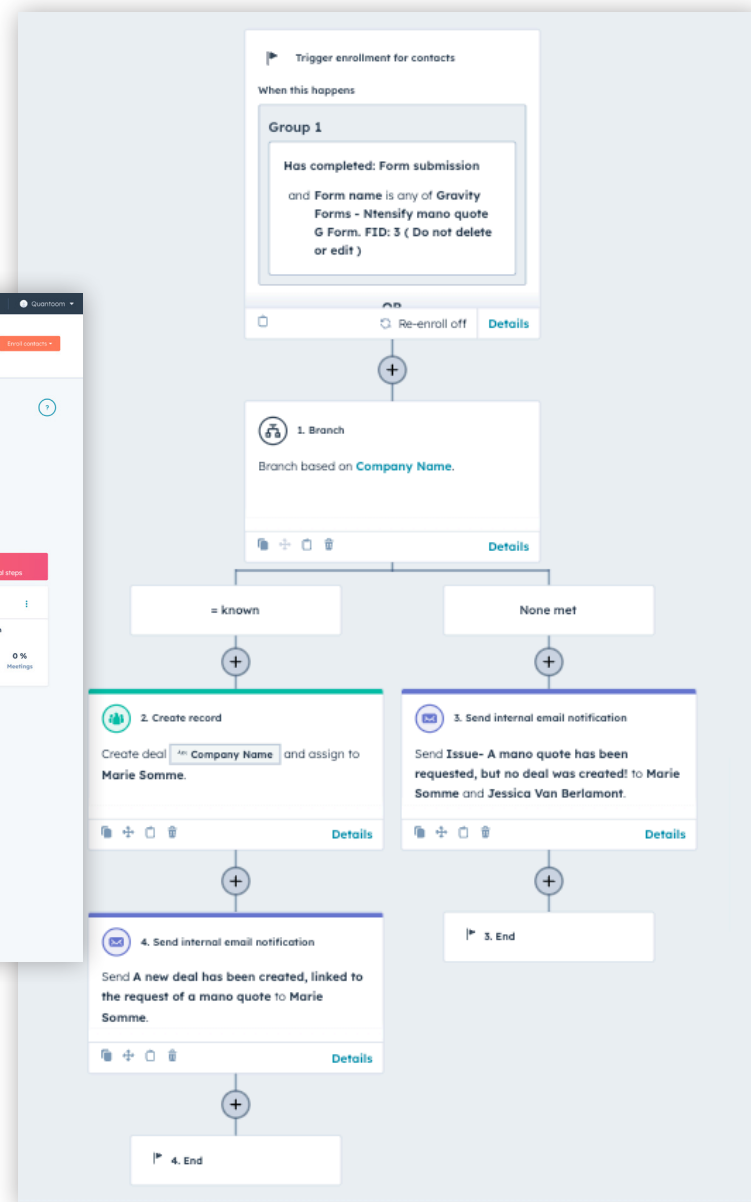 Trigger enrollment for contacts
When this happens
Group 1
Has completed: Form submission
and Form name is any of Gravity
Forms - Ntensify mano quote
G Form. FID: 3 ( Do not delete
or edit )
OR
Re-enroll off Details
1. Branch
Branch based on Company Name.
Details
= known
None met
2. Create record
Create deal Company Name and assign to
Marie Somme.
Details
3. Send internal email notification
Send Issue- A mano quote has been
requested, but no deal was created! to Marie
Somme and Jessica Van Berlamont.
Details
4. Send internal email notification
Send A new deal has been created, linked to
the request of a mano quote to Marie
Somme.
Details
3. End
4. End
Quantoom
Enroll contacts
?
steps
0 %
Meetings